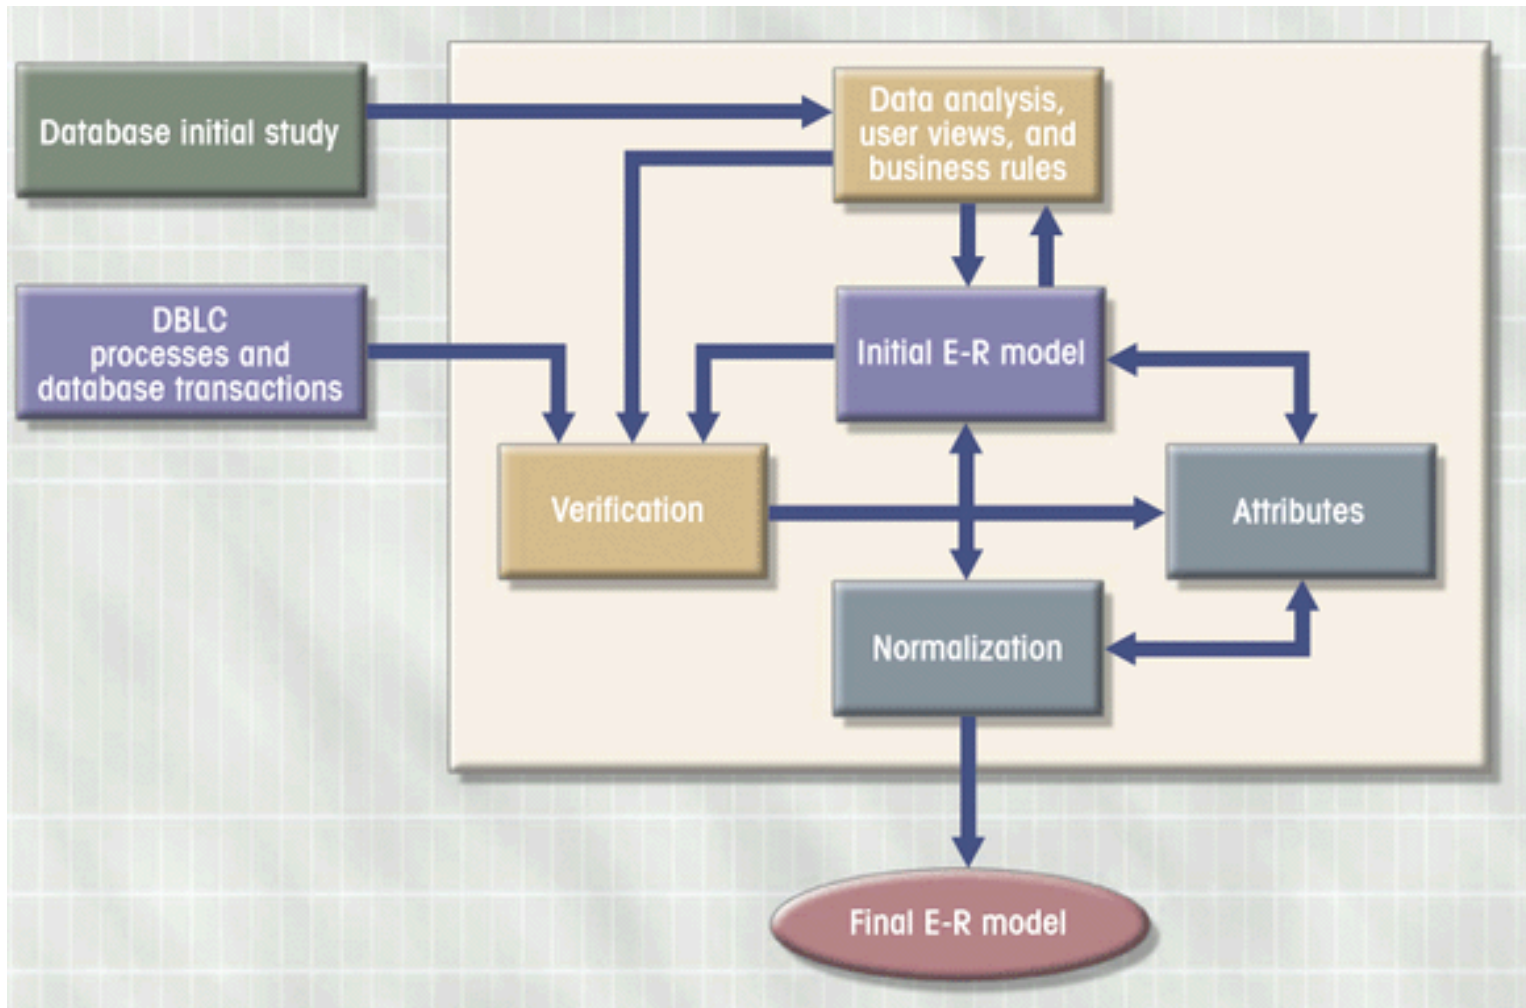 Database initial study
Data analysis,
user views, and
business rules
DBLC
processes and
database transactions
Initial E-R model
Verification
Attributes
Normalization
Final E-R model